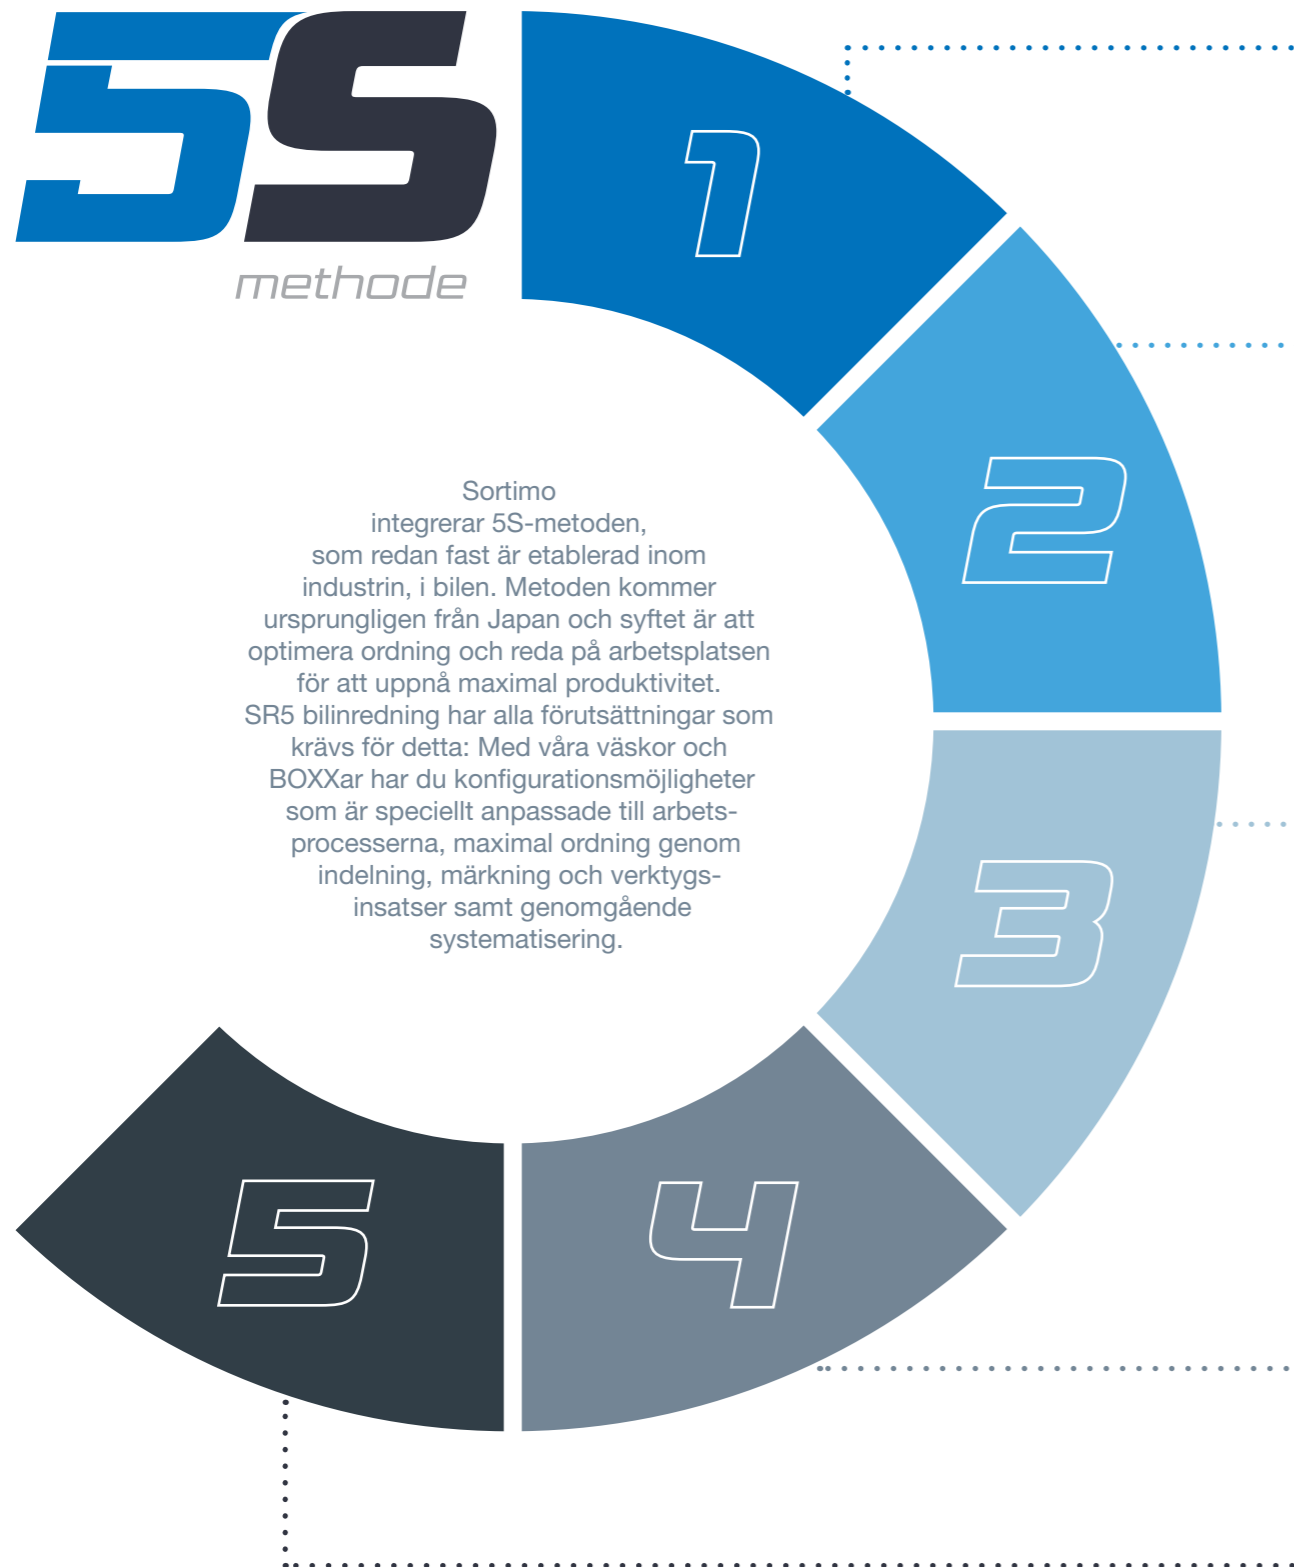 5S
methode
1
2
Sortimo
integrerar 5S-metoden,
som redan fast är etablerad inom
industrin, i bilen. Metoden kommer
ursprungligen från Japan och syftet är att
optimera ordning och reda på arbetsplatsen
för att uppnå maximal produktivitet.
SR5 bilinredning har alla förutsättningar som
krävs för detta: Med våra väskor och
BOXXar har du konfigurationsmöjligheter
som är speciellt anpassade till arbets-
processerna, maximal ordning genom
indelning, märkning och verktygs-
insatser samt genomgående
systematisering.
3
4
5